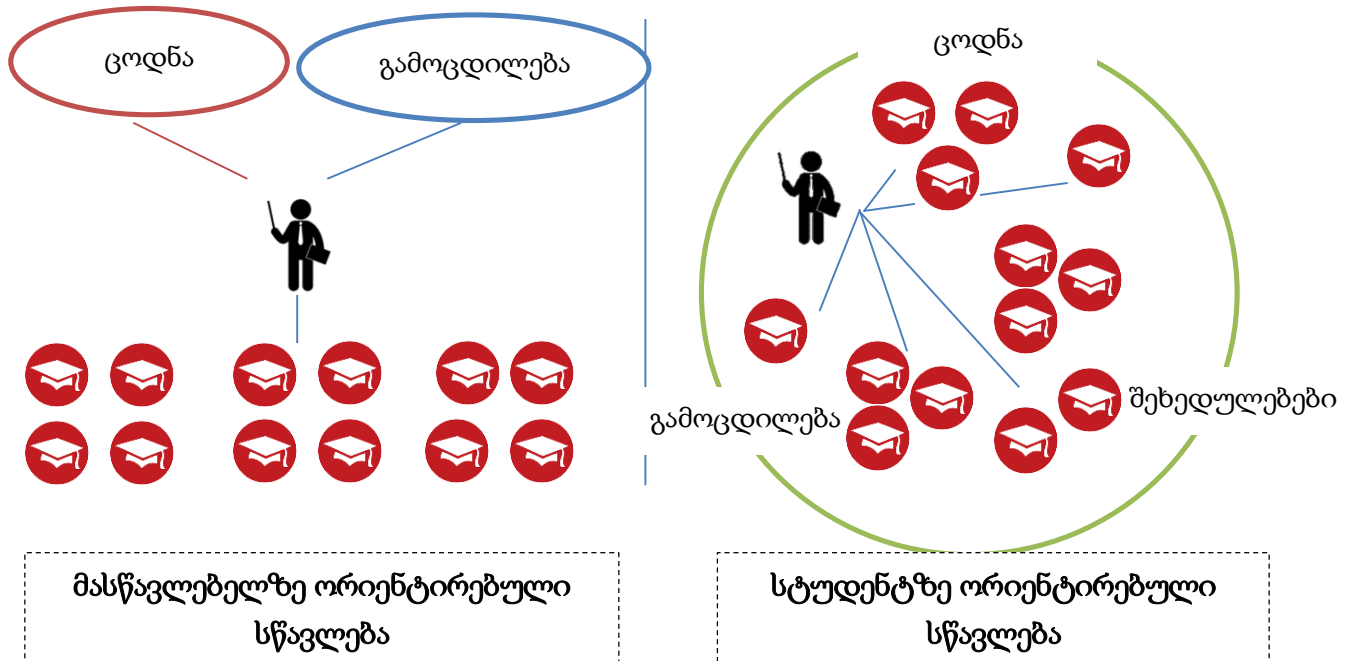 ცოდნა
გამოცდილება
მასწავლებელზე ორიენტირებული
სწავლება
ცოდნა
გამოცდილება
შეხედულებები
სტუდენტზე ორიენტირებული
სწავლება